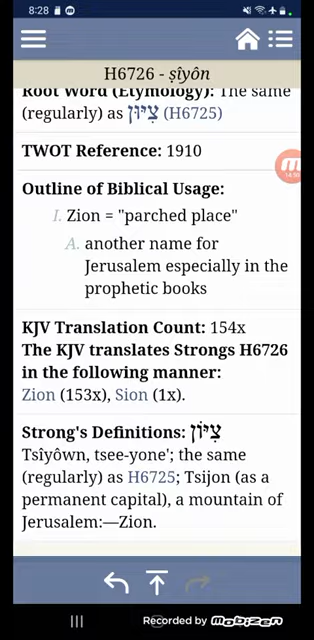 8:28
H6726 - ṣîyôn
Root Word (Etymology): The same
(regularly) as צִיּוּן (H6725)
TWOT Reference: 1910
Outline of Biblical Usage:
I. Zion = "parched place"
A. another name for
Jerusalem especially in the
prophetic books
KJV Translation Count: 154x
The KJV translates Strongs H6726
in the following manner:
Zion (153x), Sion (1x).
Strong's Definitions: צִיּוֹן
Tsîyôwn, tsee-yone'; the same
(regularly) as H6725; Tsijon (as a
permanent capital), a mountain of
Jerusalem:—Zion.
Recorded by mobizen